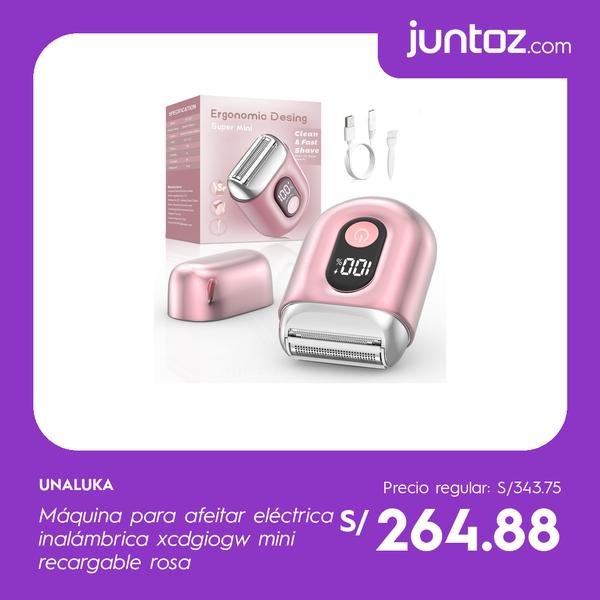 juntoz.com
SPECIFICATION
Ergonomic Desing
Super Mini
Clean
& Fast
Shave
100
%
100
UNALUKA
Precio regular: S/343.75
Máquina para afeitar eléctrica
inalámbrica xcdgiogw mini
recargable rosa
S/ 264.88